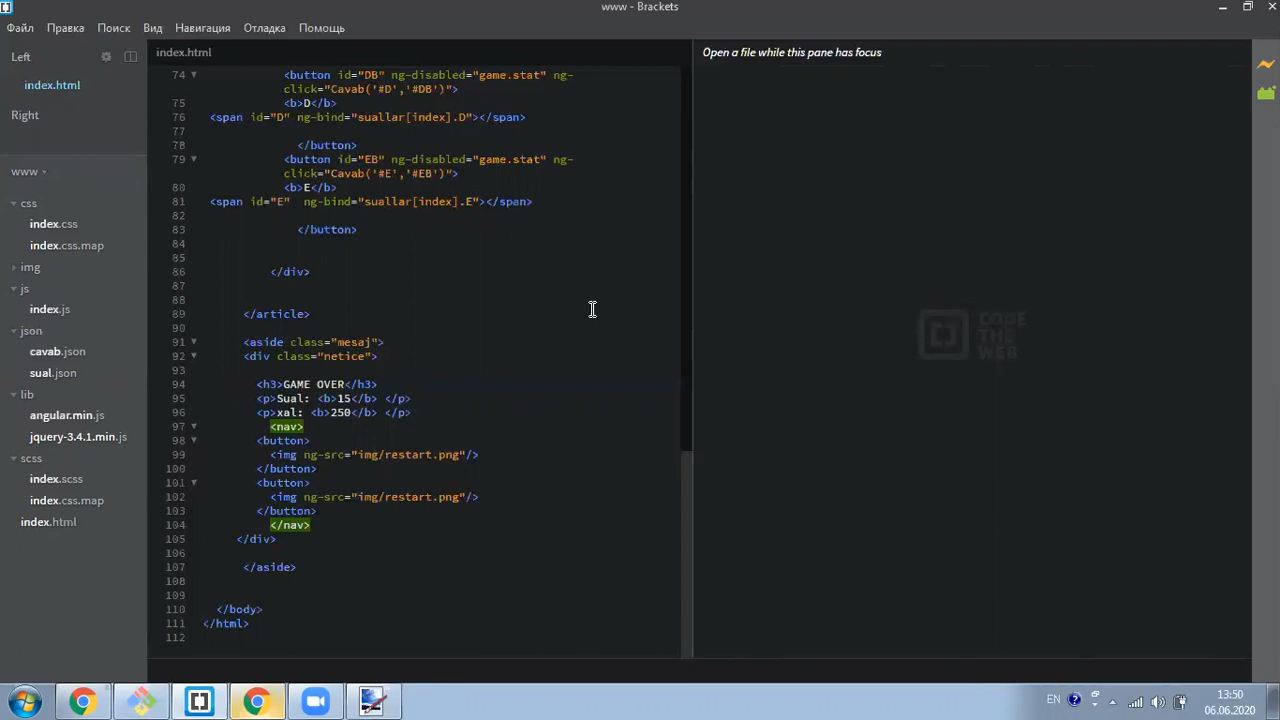 www - Brackets
Файл Правка Поиск Вид Навигация Отладка Помощь
Left
index.html
Right
www
css
index.css
index.css.map
img
js
index.js
json
cavab.json
sual.json
lib
angular.min.js
jquery-3.4.1.min.js
scss
index.scss
index.css.map
index.html
index.html
74 <button id="DB" ng-disabled="game.stat" ng-
click="Cavab('#D','#DB')">
75 <b>D</b>
76 <span id="D" ng-bind="suallar[index].D"></span>
77
78 </button>
79 <button id="EB" ng-disabled="game.stat" ng-
click="Cavab('#E','#EB')">
80 <b>E</b>
81 <span id="E"  ng-bind="suallar[index].E"></span>
82
83 </button>
84
85
86 </div>
87
88
89 </article>
90
91 <aside class="mesaj">
92 <div class="netice">
93
94 <h3>GAME OVER</h3>
95 <p>Sual: <b>15</b> </p>
96 <p>xal: <b>250</b> </p>
97 <nav>
98 <button>
99 <img ng-src="img/restart.png"/>
100 </button>
101 <button>
102 <img ng-src="img/restart.png"/>
103 </button>
104 </nav>
105 </div>
106
107 </aside>
108
109
110 </body>
111 </html>
112
Open a file while this pane has focus
CODE
THE
WEB
EN
13:50
06.06.2020